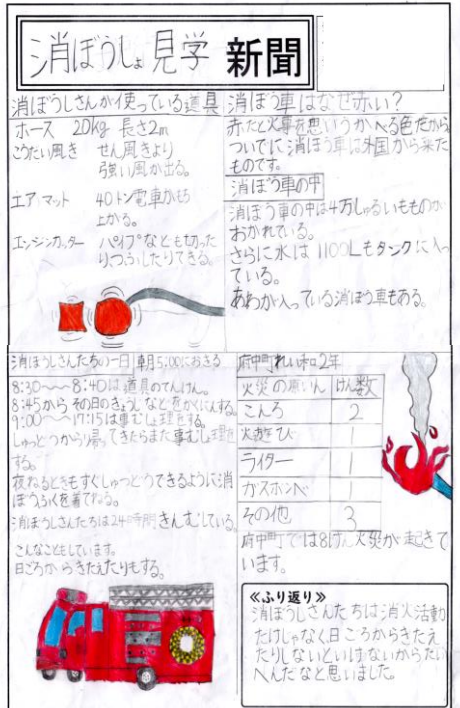 消ぼうしょ見学新聞
消ぼうしさんが使っている道具
ホース 20kg 長さ2m
こうたい風き せん風きより
強い風が出る。
エアーマット 40トン電車がもち
上がる。
エンジンカッター パイプなども切った
り、つぶしたりできる。
消ぼう車はなぜ赤い?
赤だと火事を思いうかべる色だから
ついでに消ぼう車は外国から来た
ものです。
消ぼう車の中
消ぼう車の中は4万しゅるいもものが
おかれている。
さらに水は1100Lもタンクに入っ
ている。
あわが入っている消ぼう車もある。
消ぼうしさんたちの一日 朝5:00におきる
8:30〜〜8:40は道具のてんけん。
8:45からその日のきょうしなどをかくにんする。
9:00〜〜17:15は事むしょ理をする。
しゅっどうから帰ってきたらまた事むしょ理を
する。
夜ねるときもすぐしゅつどうできるように消
ぼうふくを着てねる。
消ぼうしさんたちは24時間きんむしている。
こんなこともしています。
日ごろからきたえたりもする。
府中町れい和2年
火災の原いん けん数
こんろ 2
火遊び 1
ライター 1
ガスボンベ 1
その他 3
府中町では8けん火災が起きて
います。
≪ふり返り≫
消ぼうしさんたちは消火活動
だけじゃなく日ごろからきたえ
たりしないといけないからたい
へんだなと思いました。